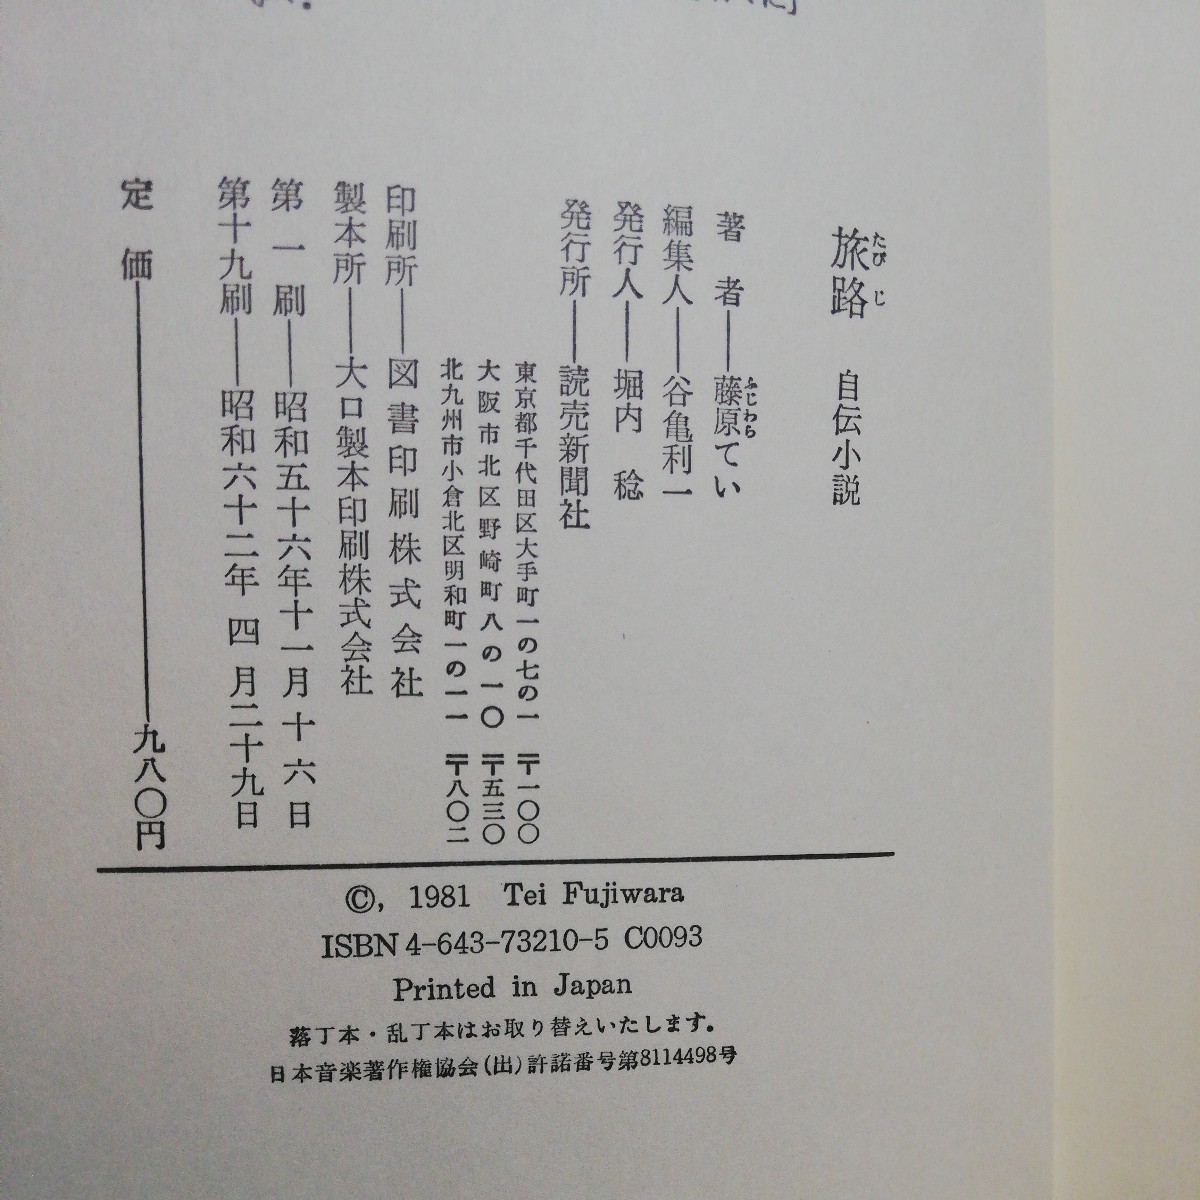 旅路 自伝小説
たびじ
著者――藤原てい
ふじわら
編集人――谷亀利一
発行人――堀内 稔
発行所――読売新聞社
東京都千代田区大手町一の七の一 〒一〇〇
大阪市北区野崎町八の一〇 〒五三〇
北九州市小倉北区明和町一の一一 〒八〇二
印刷所――図書印刷株式会社
製本所――大口製本印刷株式会社
第一刷――昭和五十六年十一月十六日
第十九刷――昭和六十二年四月二十九日
定価――九八〇円
©, 1981 Tei Fujiwara
ISBN4-643-73210-5 C0093
Printed in Japan
落丁本・乱丁本はお取り替えいたします。
日本音楽著作権協会(出)許諾番号第8114498号